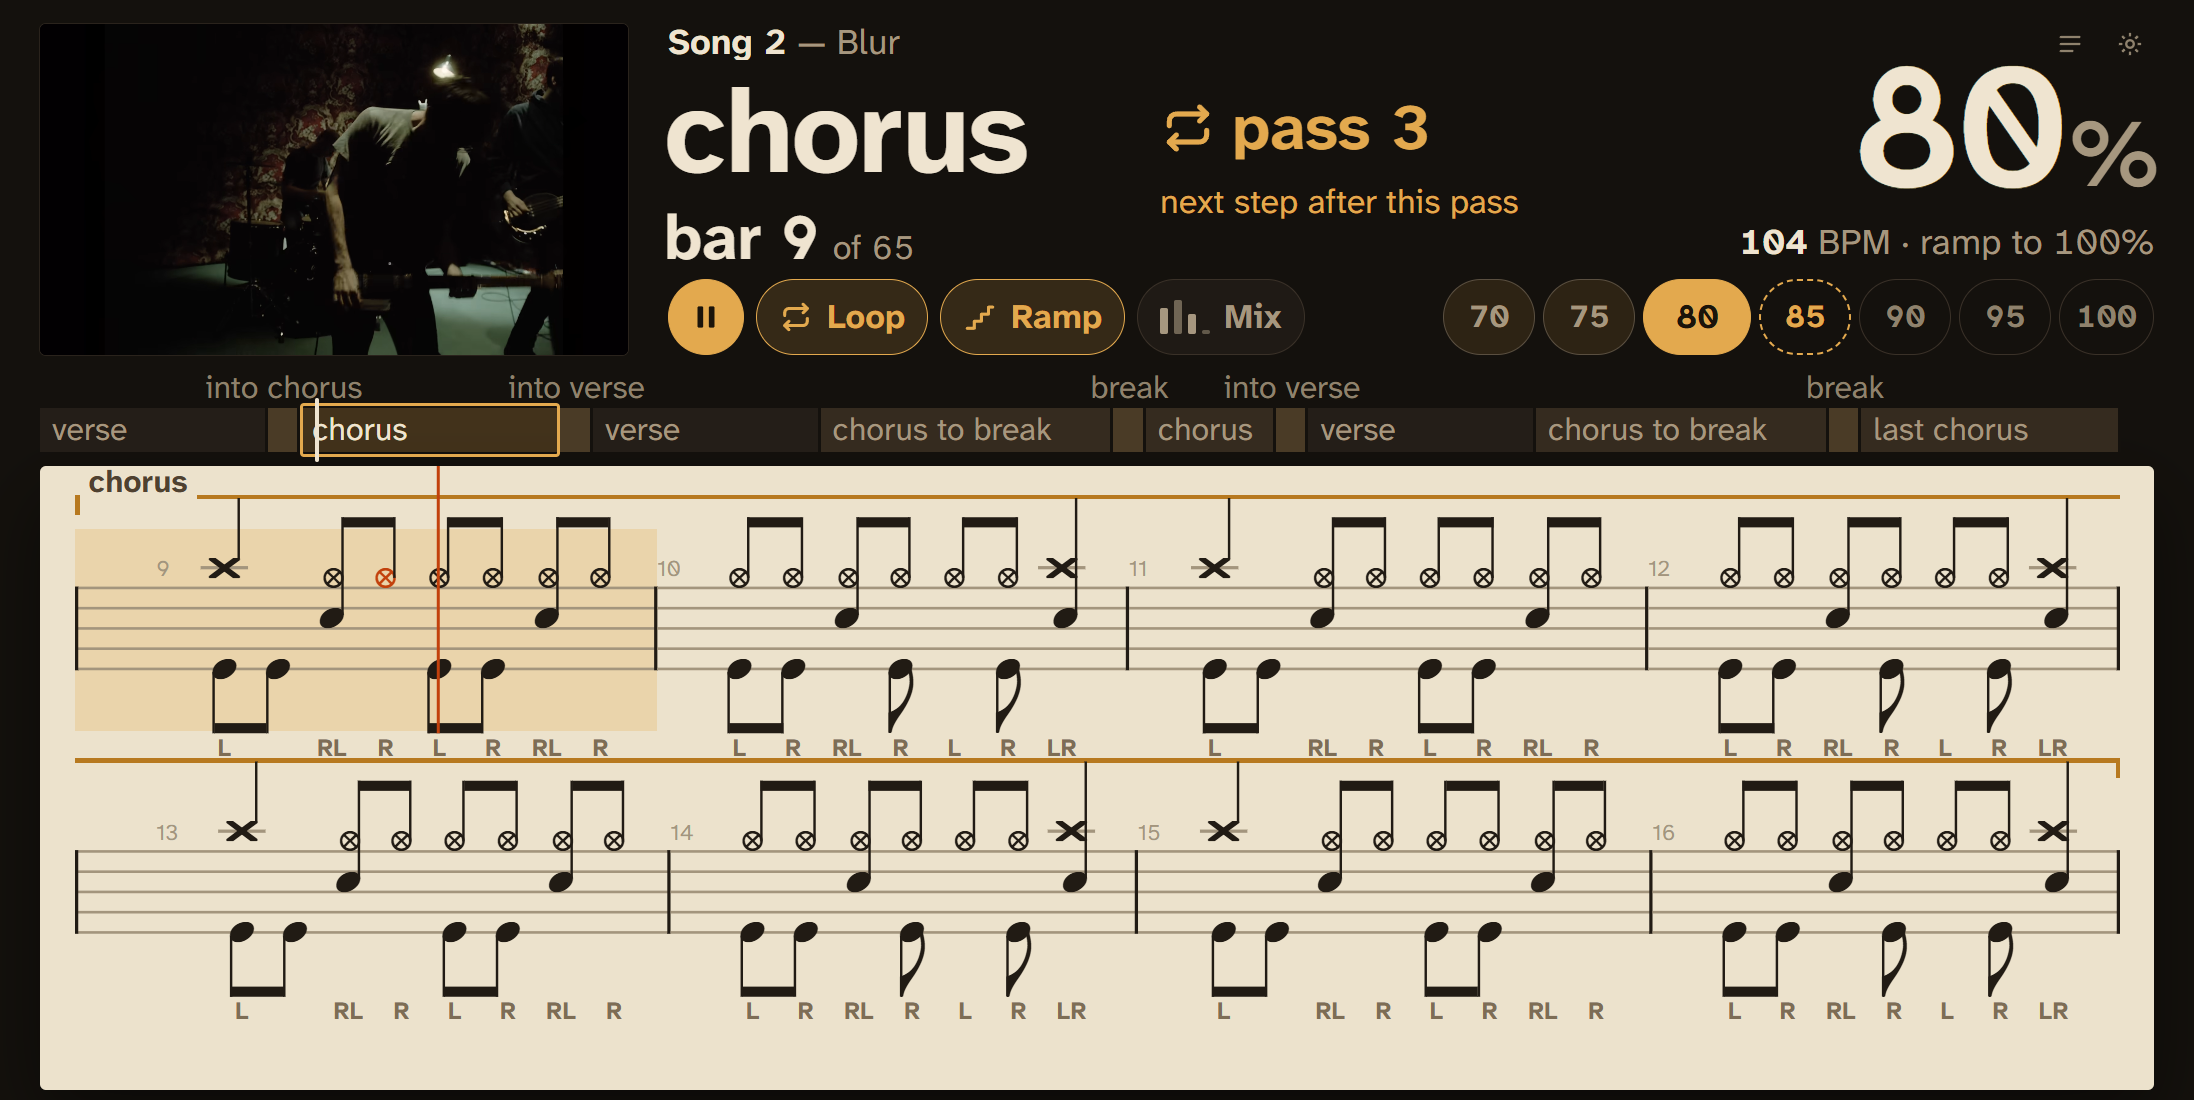 Song 2 — Blur
chorus
bar 9 of 65
pass 3
next step after this pass
80%
104 BPM · ramp to 100%
Loop
Ramp
Mix
70 75 80 85 90 95 100
into chorus into verse break into verse break
verse chorus verse chorus to break chorus verse chorus to break last chorus
chorus
9 10 11 12
L RL R L R RL R L R RL R L R LR L RL R L R RL R L R RL R L R LR
13 14 15 16
L RL R L R RL R L R RL R L R LR L RL R L R RL R L R RL R L R LR